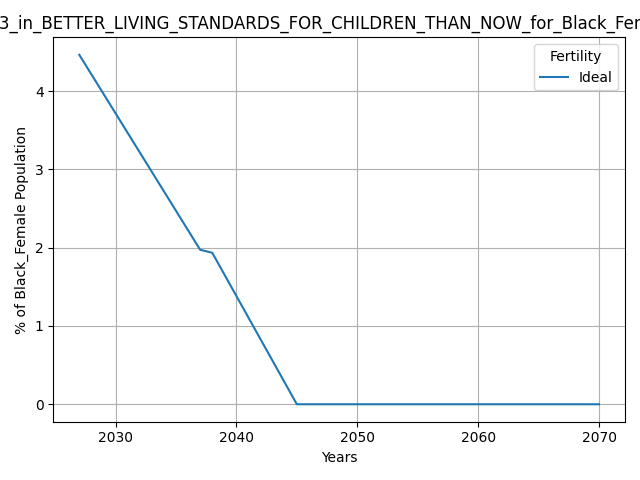 3_in_BETTER_LIVING_STANDARDS_FOR_CHILDREN_THAN_NOW_for_Black_Fer
Fertility
Ideal
% of Black_Female Population
4
3
2
1
0
2030 2040 2050 2060 2070
Years